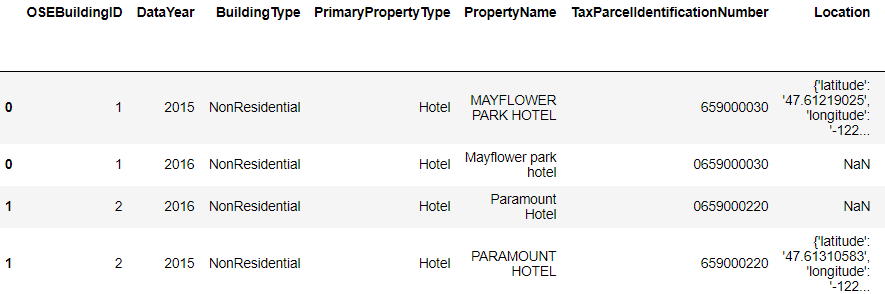 OSEBuildingID DataYear BuildingType PrimaryPropertyType PropertyName TaxParcelIdentificationNumber Location
0 1 2015 NonResidential Hotel MAYFLOWER PARK HOTEL 659000030 {'latitude': '47.61219025', 'longitude': '-122...
0 1 2016 NonResidential Hotel Mayflower park hotel 0659000030 NaN
1 2 2016 NonResidential Hotel Paramount Hotel 0659000220 NaN
1 2 2015 NonResidential Hotel PARAMOUNT HOTEL 659000220 {'latitude': '47.61310583', 'longitude': '-122...